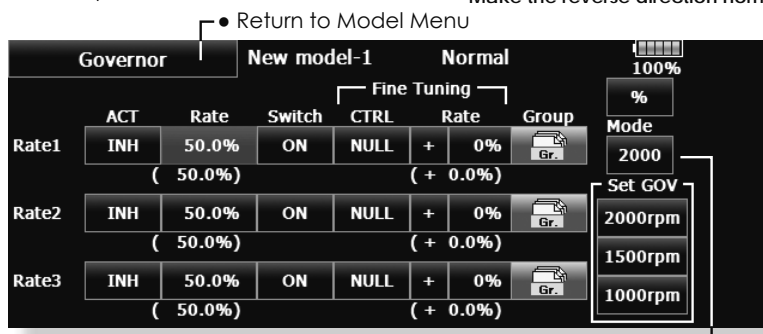 Make the reverse direction
● Return to Model Menu
Governor New model-1 Normal 100%
Fine Tuning %
ACT Rate Switch CTRL Rate Group Mode
Rate1 INH 50.0% ON NULL + 0% Gr. 2000
( 50.0%) ( + 0.0%)
Set GOV
Rate2 INH 50.0% ON NULL + 0% Gr. 2000rpm
( 50.0%) ( + 0.0%)
1500rpm
Rate3 INH 50.0% ON NULL + 0% Gr. 1000rpm
( 50.0%) ( + 0.0%)